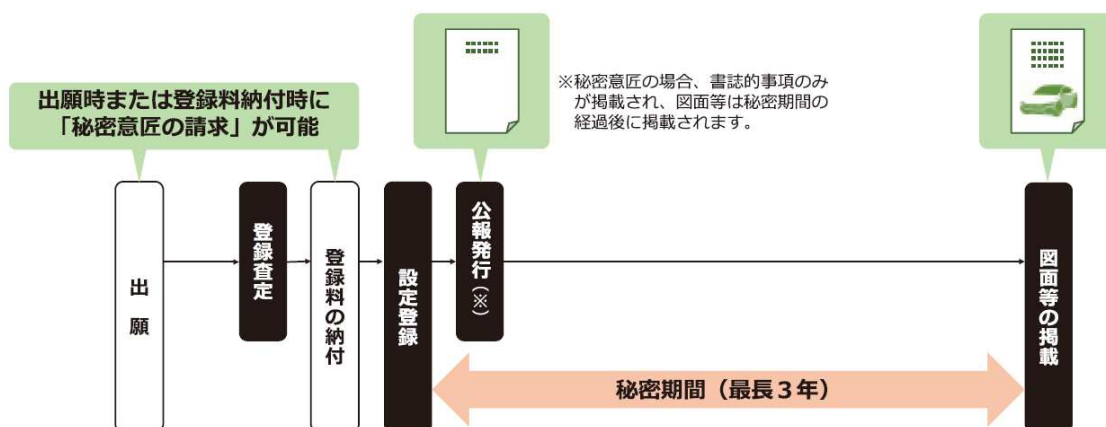 出願時または登録料納付時に
「秘密意匠の請求」が可能
※秘密意匠の場合、書誌的事項のみ
が掲載され、図面等は秘密期間の
経過後に掲載されます。
出願
登録査定
登録料の納付
設定登録
公報発行（※）
図面等の掲載
秘密期間（最長３年）